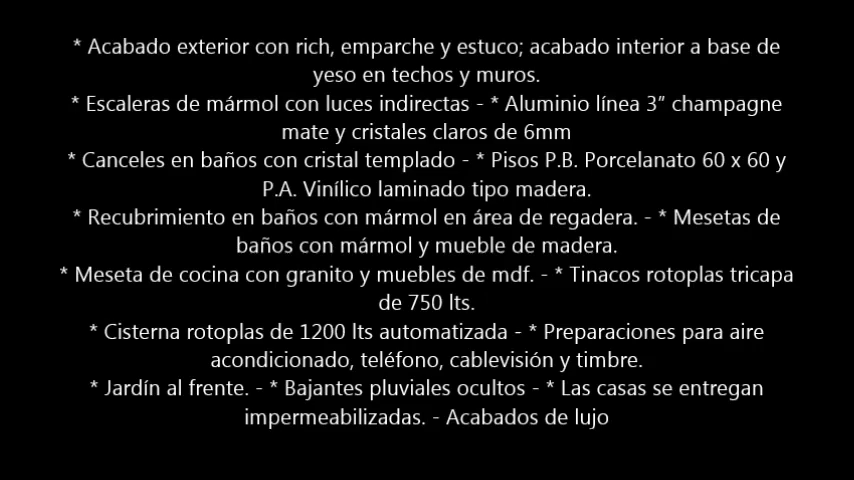 * Acabado exterior con rich, emparche y estuco; acabado interior a base de
yeso en techos y muros.
* Escaleras de mármol con luces indirectas - * Aluminio línea 3” champagne
mate y cristales claros de 6mm
* Canceles en baños con cristal templado - * Pisos P.B. Porcelanato 60 x 60 y
P.A. Vinílico laminado tipo madera.
* Recubrimiento en baños con mármol en área de regadera. - * Mesetas de
baños con mármol y mueble de madera.
* Meseta de cocina con granito y muebles de mdf. - * Tinacos rotoplas tricapa
de 750 lts.
* Cisterna rotoplas de 1200 lts automatizada - * Preparaciones para aire
acondicionado, teléfono, cablevisión y timbre.
* Jardín al frente. - * Bajantes pluviales ocultos - * Las casas se entregan
impermeabilizadas. - Acabados de lujo